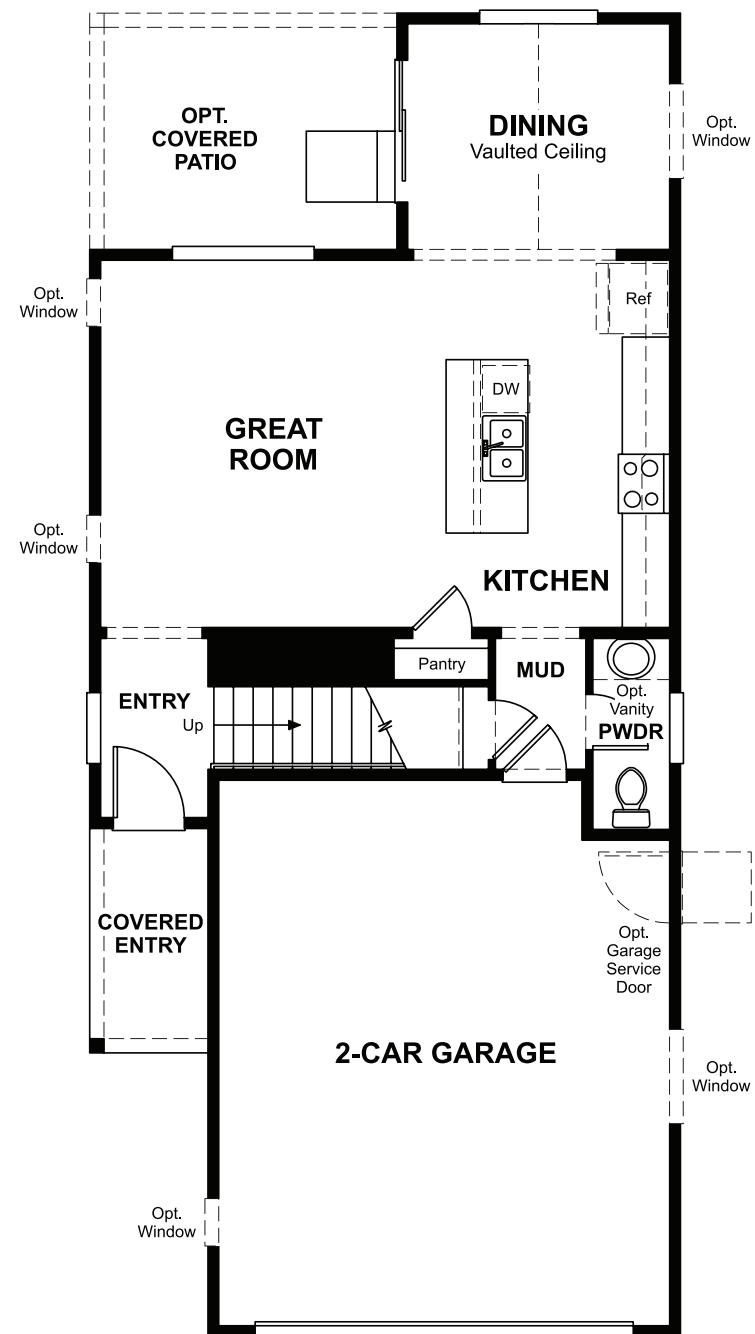 OPT.
COVERED
PATIO
DINING
Vaulted Ceiling
Opt.
Window
Opt.
Window
Ref
DW
GREAT
ROOM
Opt.
Window
KITCHEN
Pantry
MUD
ENTRY
Up
Opt.
Vanity
PWDR
COVERED
ENTRY
Opt.
Garage
Service
Door
2-CAR GARAGE
Opt.
Window
Opt.
Window